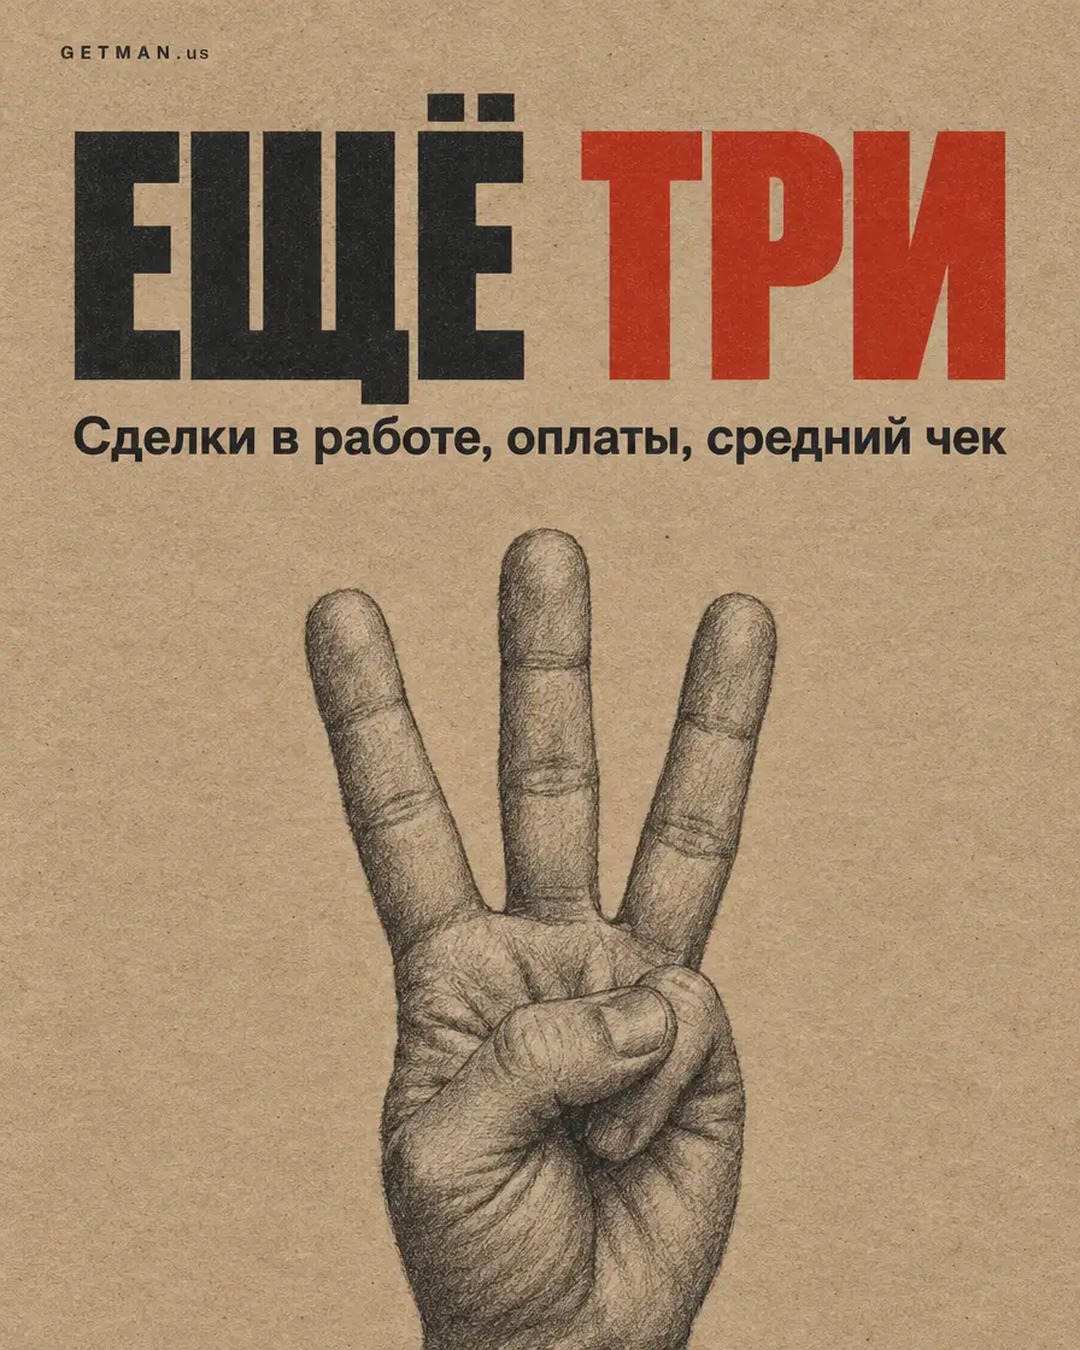 GETMAN.us
ЕЩЁ ТРИ
Сделки в работе, оплаты, средний чек